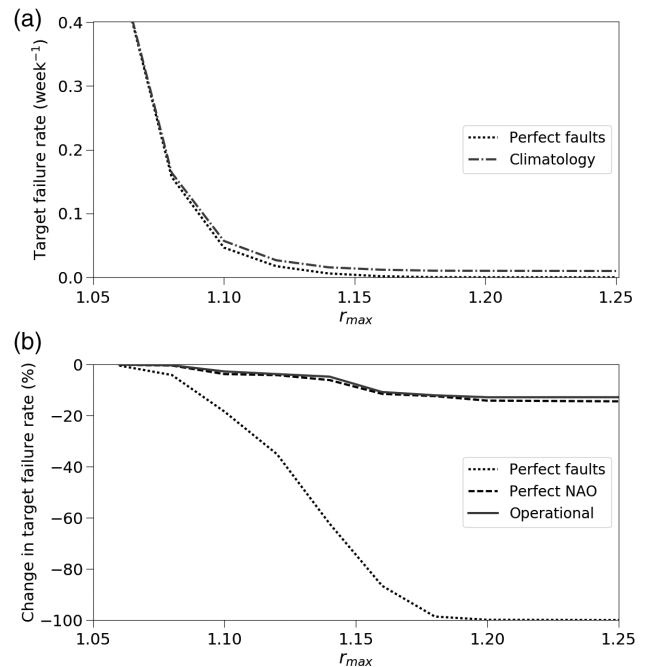 (a)
Target failure rate (week⁻¹)
0.4
0.3
0.2
0.1
0.0
Perfect faults
Climatology
1.05 1.10 1.15 1.20 1.25
rmax
(b)
Change in target failure rate (%)
0
−20
−40
−60
−80
−100
Perfect faults
Perfect NAO
Operational
1.05 1.10 1.15 1.20 1.25
rmax